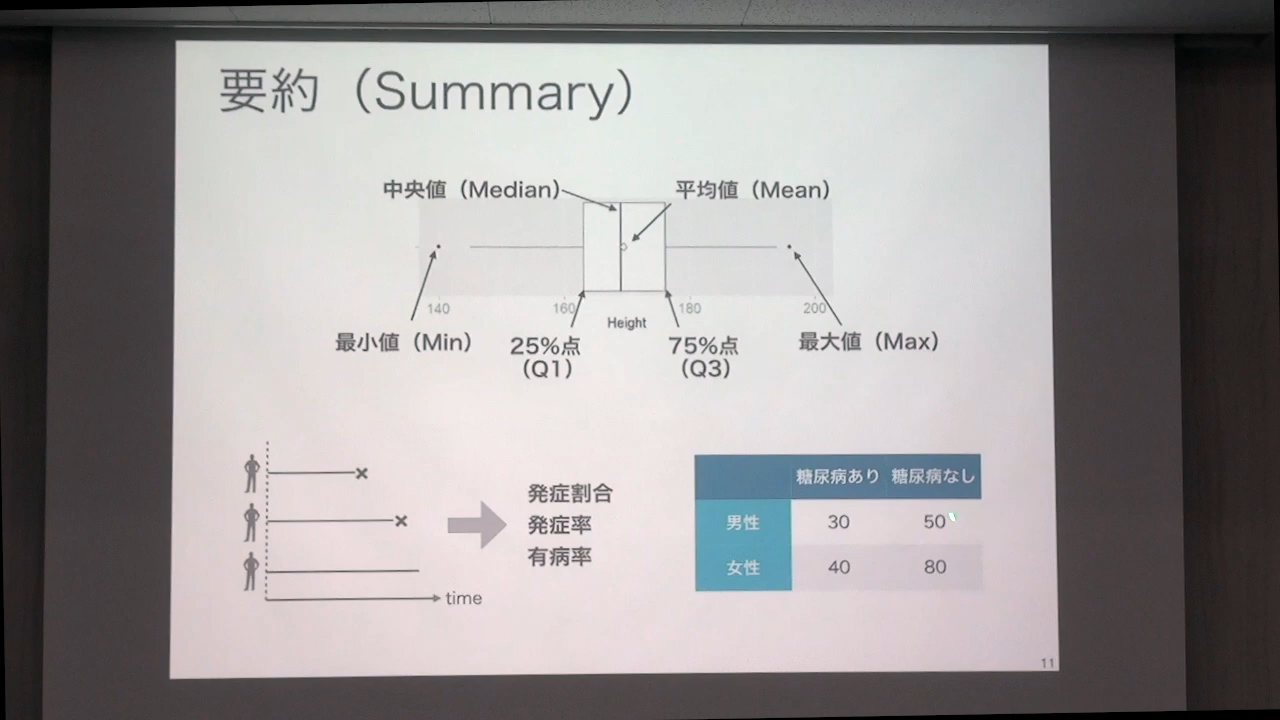 要約（Summary）
中央値（Median）
平均値（Mean）
140
160
180
200
Height
最小値（Min）
25%点
（Q1）
75%点
（Q3）
最大値（Max）
time
発症割合
発症率
有病率
糖尿病あり 糖尿病なし
男性 30 50
女性 40 80
11